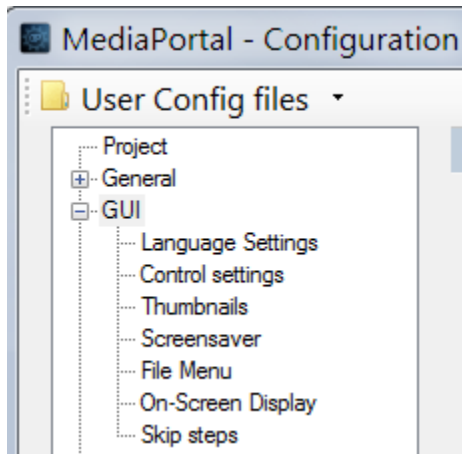 MediaPortal - Configuration
User Config files
Project
General
GUI
Language Settings
Control settings
Thumbnails
Screensaver
File Menu
On-Screen Display
Skip steps